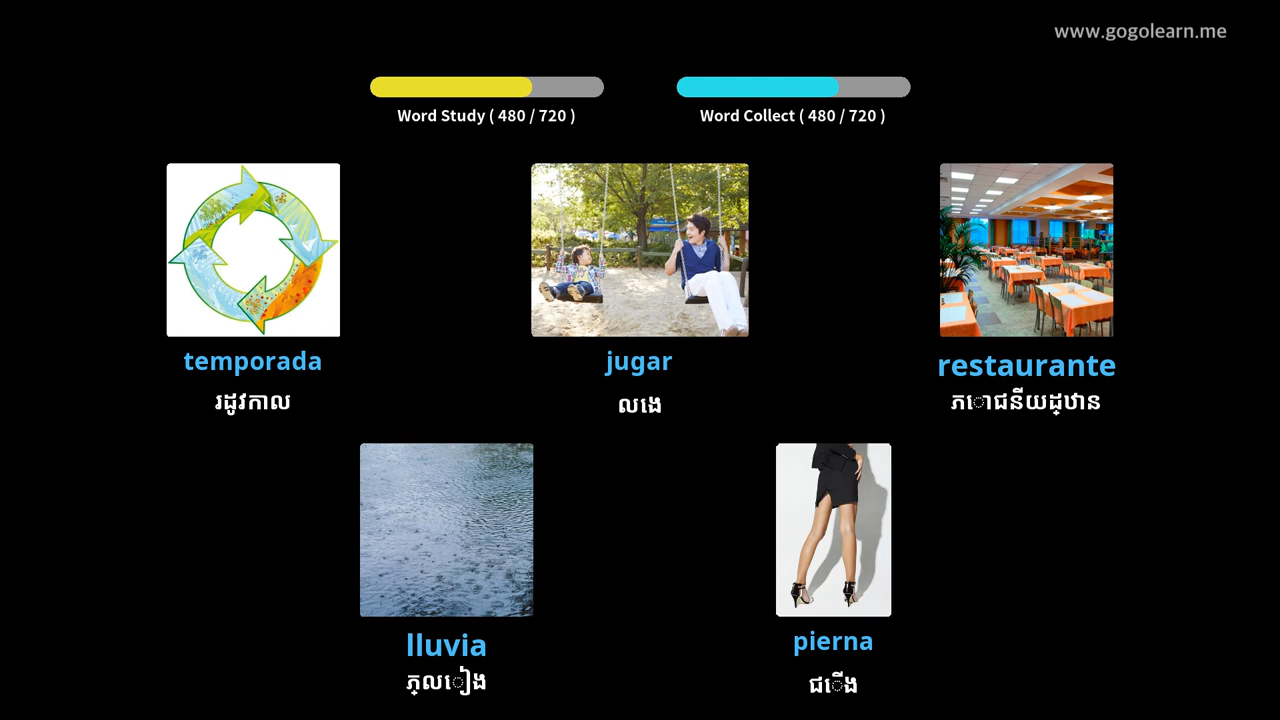 www.gogolearn.me
Word Study ( 480 / 720 )
Word Collect ( 480 / 720 )
temporada
jugar
restaurante
រដូវកាល
លេង
ភោជនីយដ្ឋាន
lluvia
pierna
ភ្លៀង
ជើង